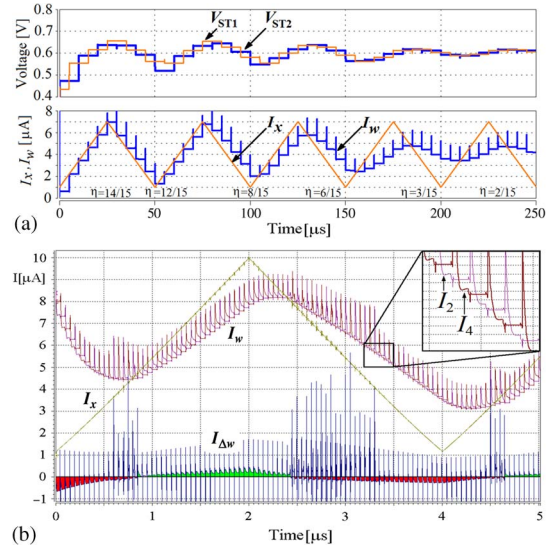 V_ST1 V_ST2
Voltage [V]
0.8
0.7
0.6
0.5
0.4
I_x, I_w [µA]
8
6
4
2
0
I_x I_w
η=14/15 η=12/15 η=8/15 η=6/15 η=3/15 η=2/15
0 50 100 150 200 250
(a) Time[µs]
I[µA]
10
9
8
7
6
5
4
3
2
1
0
−1
I_2
I_4
I_w
I_x
I_Δw
0 1 2 3 4 5
(b) Time[µs]